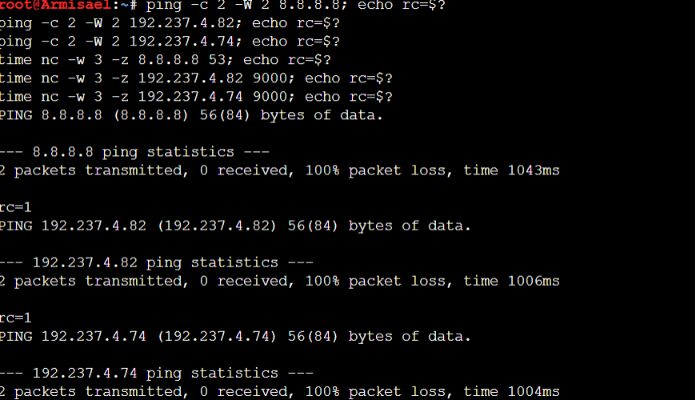 root@Armisael:~# ping -c 2 -W 2 8.8.8.8; echo rc=$?
ping -c 2 -W 2 192.237.4.82; echo rc=$?
ping -c 2 -W 2 192.237.4.74; echo rc=$?
time nc -w 3 -z 8.8.8.8 53; echo rc=$?
time nc -w 3 -z 192.237.4.82 9000; echo rc=$?
time nc -w 3 -z 192.237.4.74 9000; echo rc=$?
PING 8.8.8.8 (8.8.8.8) 56(84) bytes of data.
--- 8.8.8.8 ping statistics ---
2 packets transmitted, 0 received, 100% packet loss, time 1043ms
rc=1
PING 192.237.4.82 (192.237.4.82) 56(84) bytes of data.
--- 192.237.4.82 ping statistics ---
2 packets transmitted, 0 received, 100% packet loss, time 1006ms
rc=1
PING 192.237.4.74 (192.237.4.74) 56(84) bytes of data.
--- 192.237.4.74 ping statistics ---
2 packets transmitted, 0 received, 100% packet loss, time 1004ms